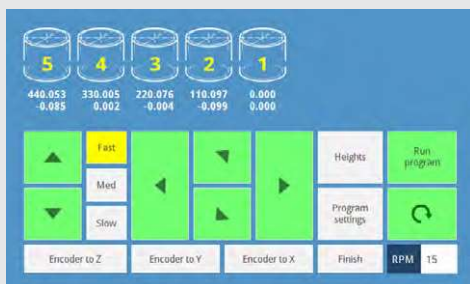 5 4 3 2 1
440.053 330.005 220.076 110.097 0.000
-0.085 0.002 -0.004 -0.099 0.000
Fast
Med
Slow
Heights
Run
program
Program
settings
Encoder to Z
Encoder to Y
Encoder to X
Finish
RPM 15